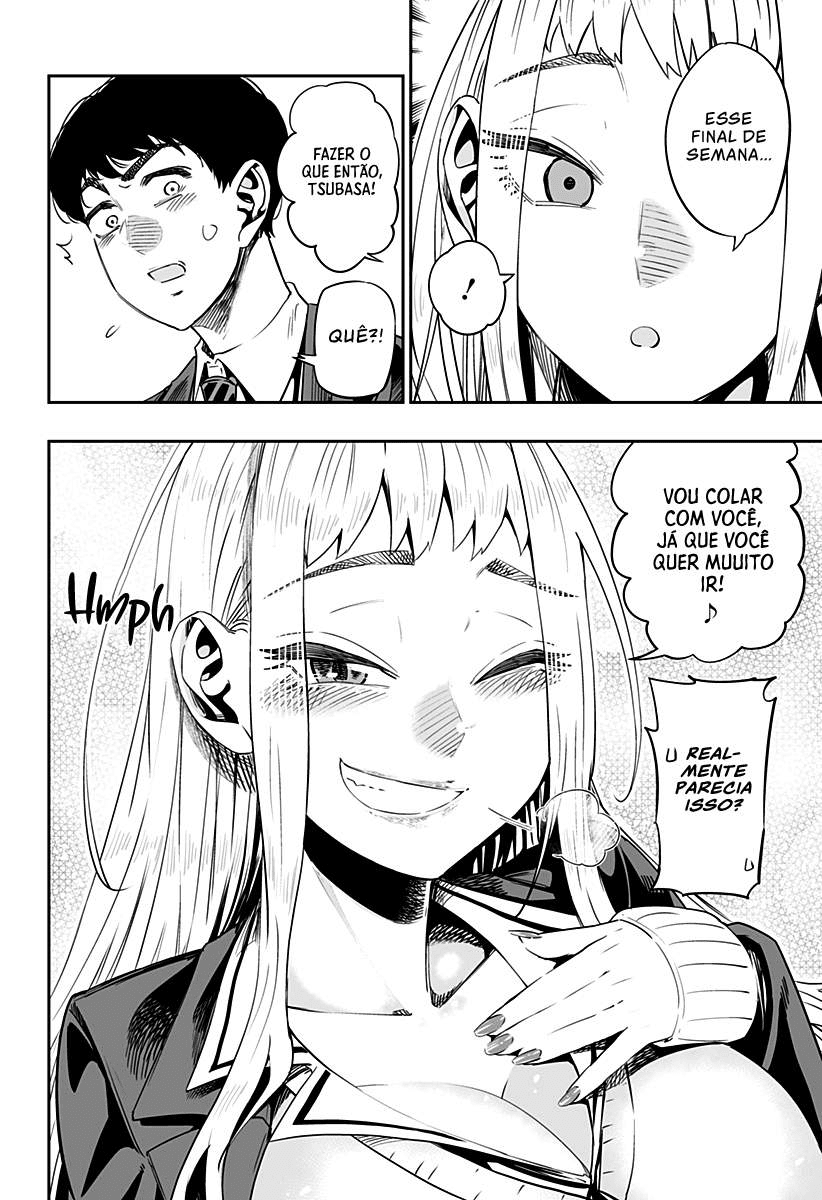 ESSE
FINAL DE
SEMANA...
!
FAZER O
QUE ENTÃO,
TSUBASA!
QUÊ?!
VOU COLAR
COM VOCÊ,
JÁ QUE VOCÊ
QUER MUUITO
IR!
♪
Hmph
REAL-
MENTE
PARECIA
ISSO?